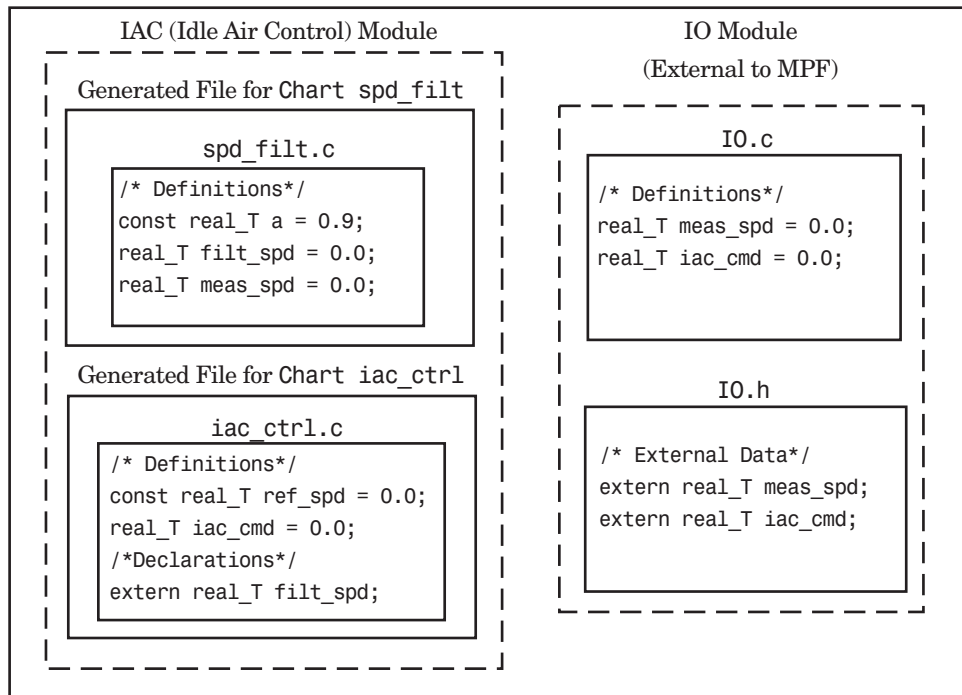 IAC (Idle Air Control) Module
Generated File for Chart spd_filt
spd_filt.c
/* Definitions*/
const real_T a = 0.9;
real_T filt_spd = 0.0;
real_T meas_spd = 0.0;
Generated File for Chart iac_ctrl
iac_ctrl.c
/* Definitions*/
const real_T ref_spd = 0.0;
real_T iac_cmd = 0.0;
/*Declarations*/
extern real_T filt_spd;
IO Module
(External to MPF)
IO.c
/* Definitions*/
real_T meas_spd = 0.0;
real_T iac_cmd = 0.0;
IO.h
/* External Data*/
extern real_T meas_spd;
extern real_T iac_cmd;